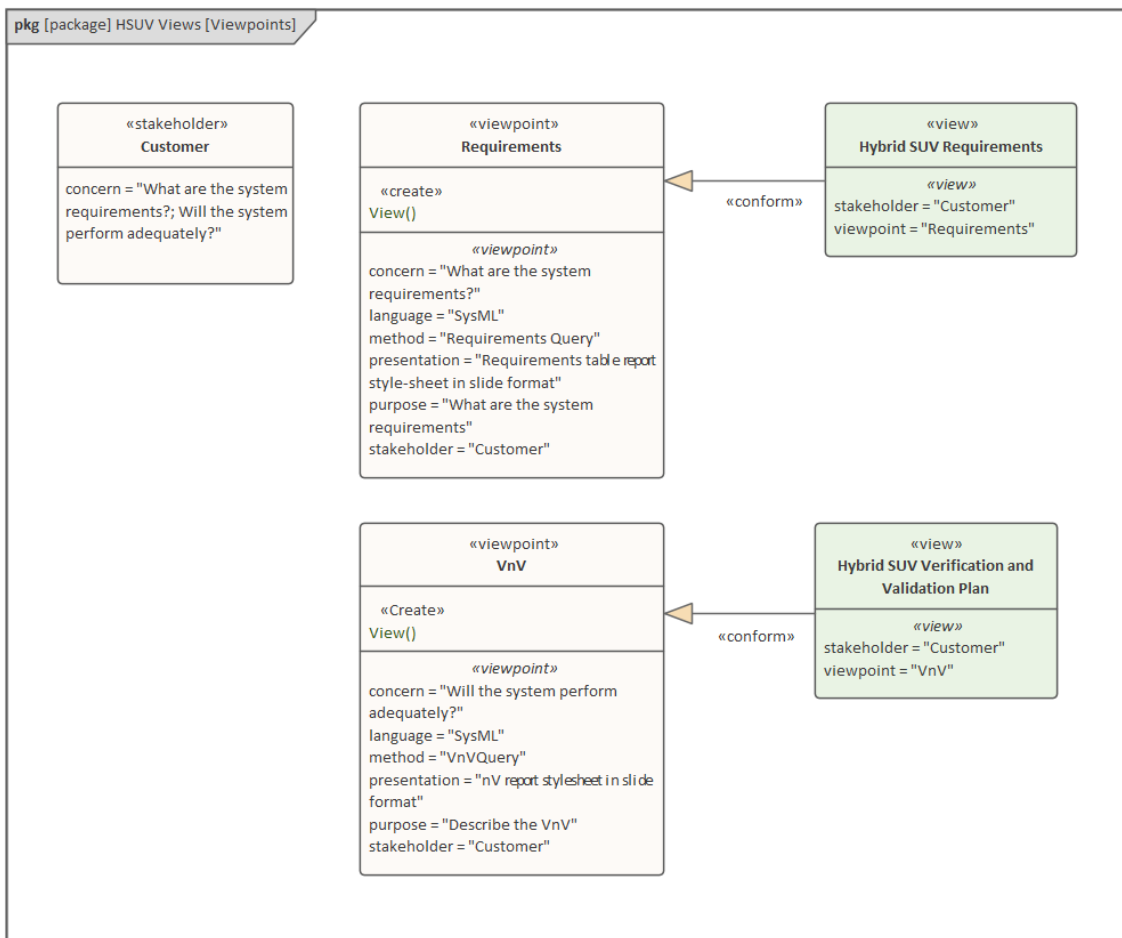 pkg [package] HSUV Views [Viewpoints]
«stakeholder»
Customer
concern = "What are the system
requirements?; Will the system
perform adequately?"
«viewpoint»
Requirements
«create»
View()
«viewpoint»
concern = "What are the system
requirements?"
language = "SysML"
method = "Requirements Query"
presentation = "Requirements table report
style-sheet in slide format"
purpose = "What are the system
requirements"
stakeholder = "Customer"
«conform»
«view»
Hybrid SUV Requirements
«view»
stakeholder = "Customer"
viewpoint = "Requirements"
«viewpoint»
VnV
«Create»
View()
«viewpoint»
concern = "Will the system perform
adequately?"
language = "SysML"
method = "VnVQuery"
presentation = "nV report stylesheet in slide
format"
purpose = "Describe the VnV"
stakeholder = "Customer"
«conform»
«view»
Hybrid SUV Verification and
Validation Plan
«view»
stakeholder = "Customer"
viewpoint = "VnV"